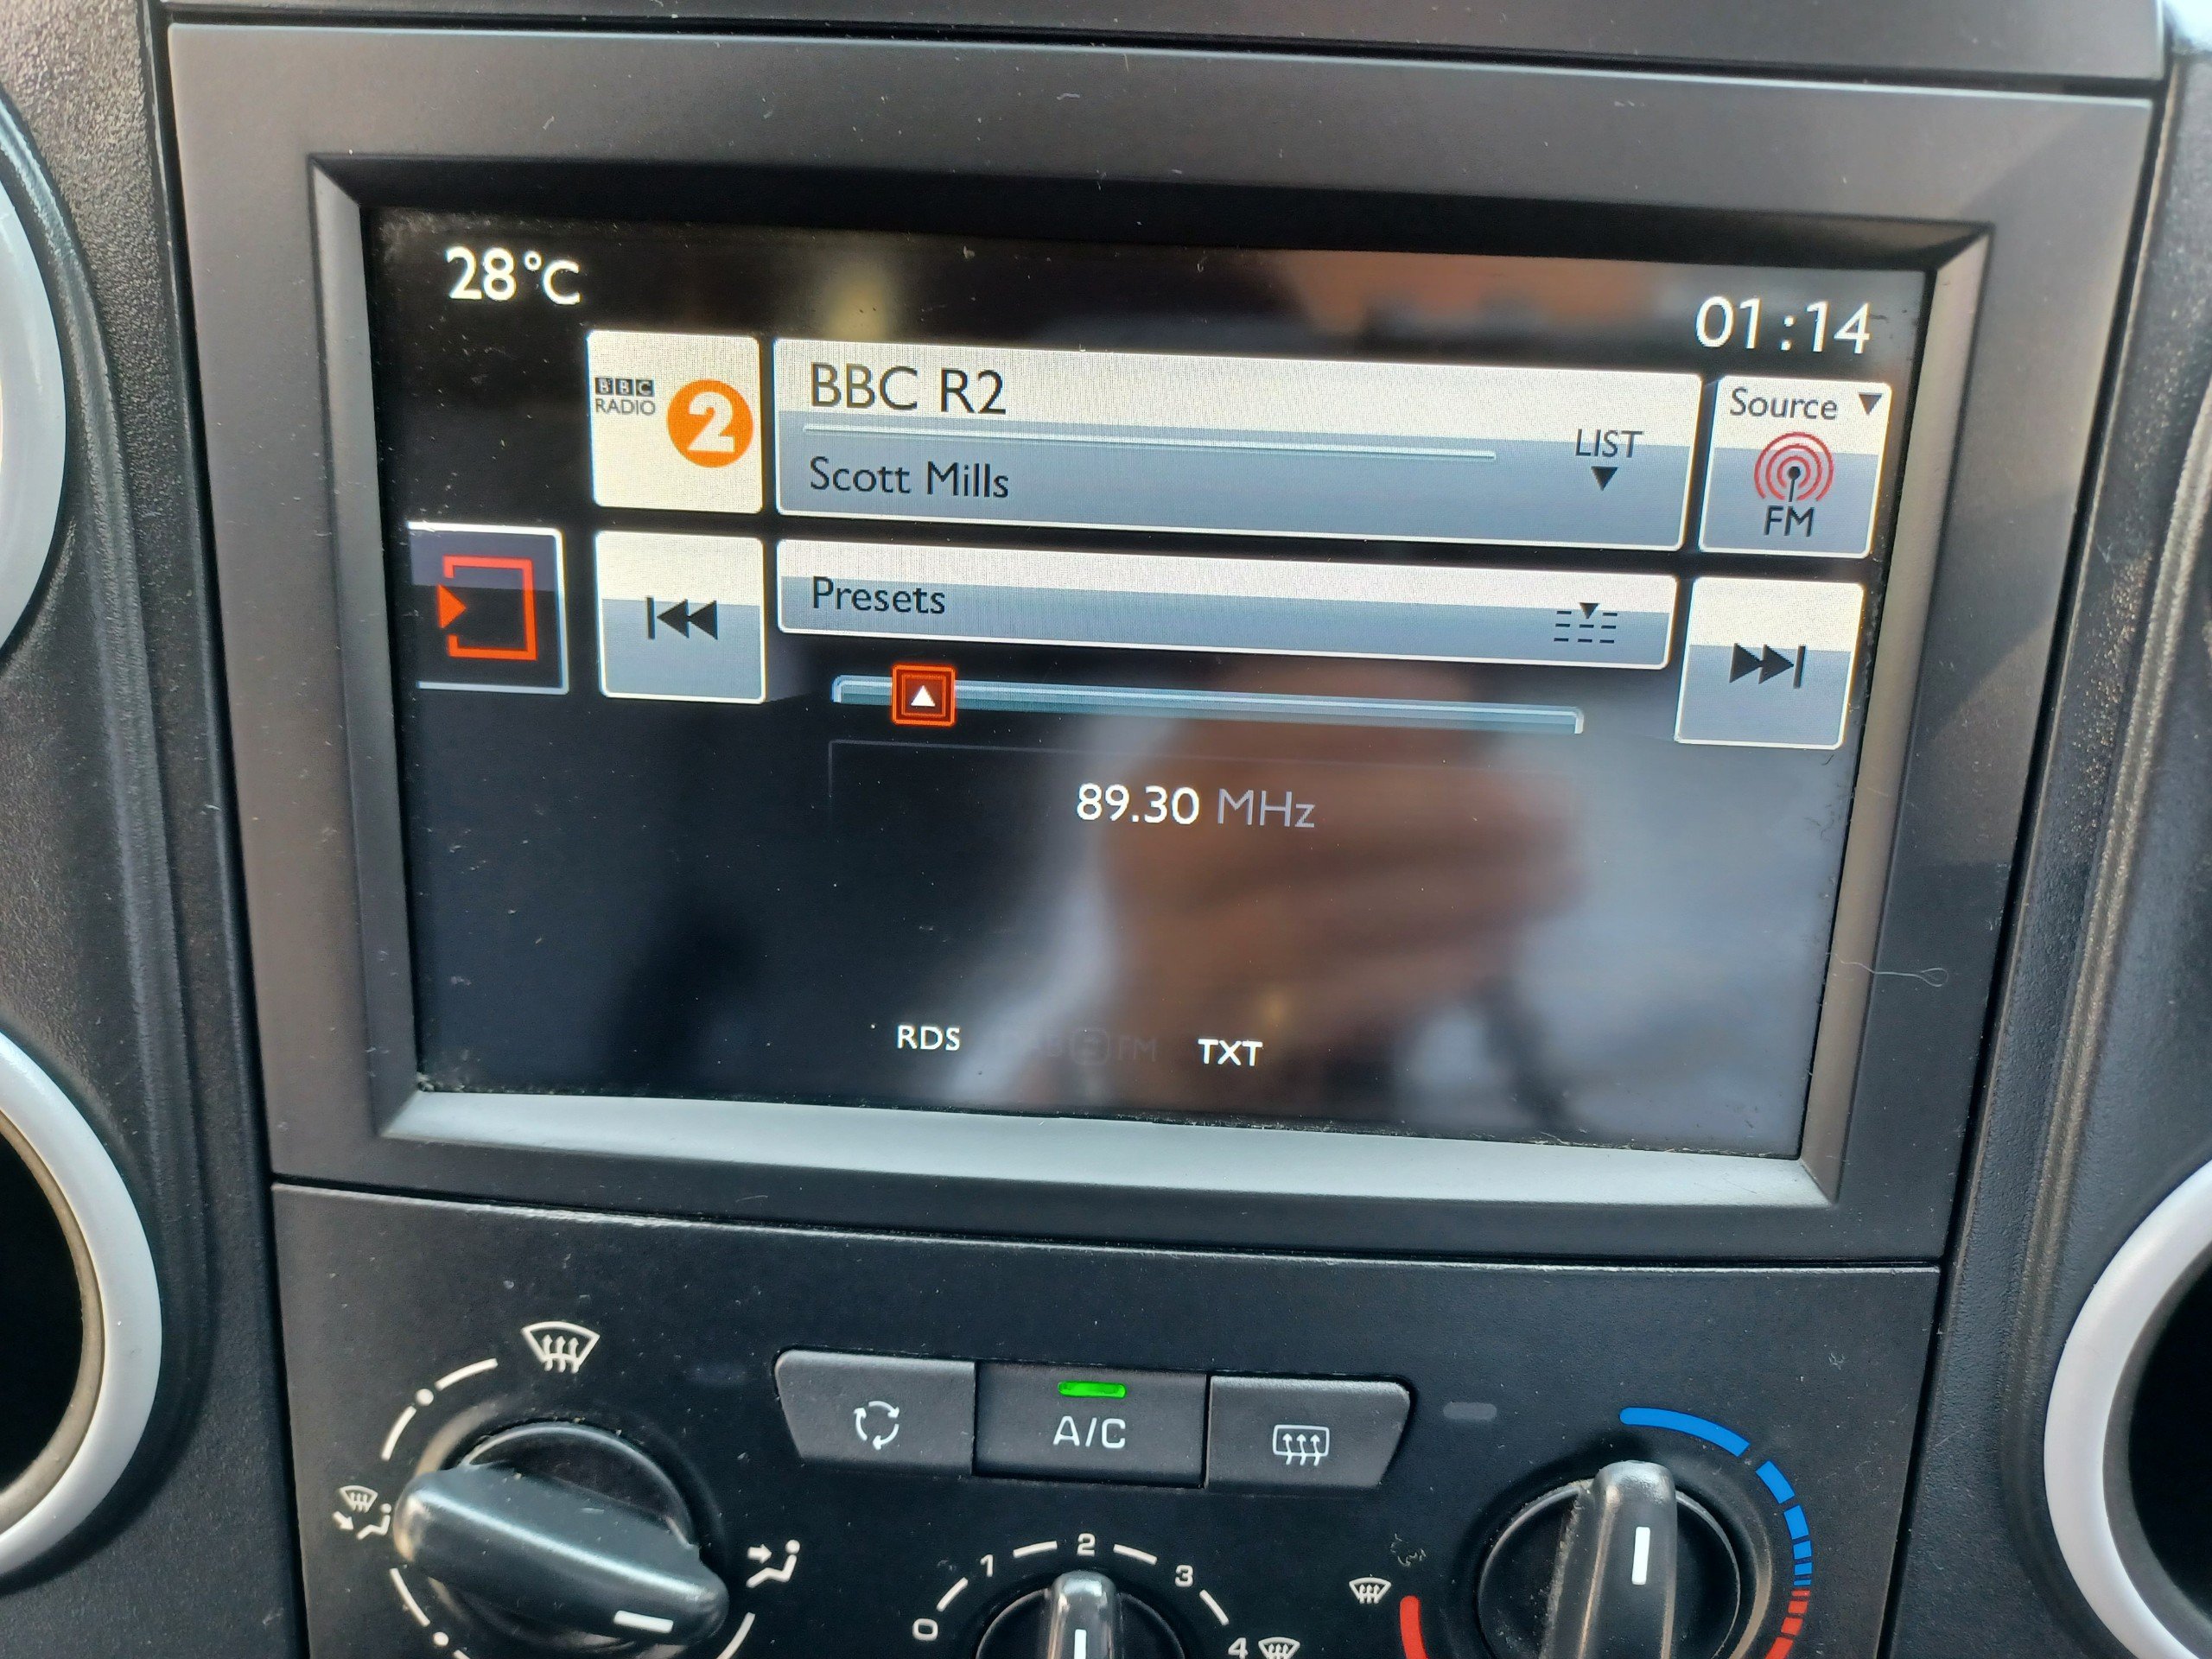 28°C
01:14
BBC
RADIO
2
BBC R2
LIST
Scott Mills
Source
FM
Presets
89.30 MHz
RDS
TXT
A/C
0
1
2
3
4